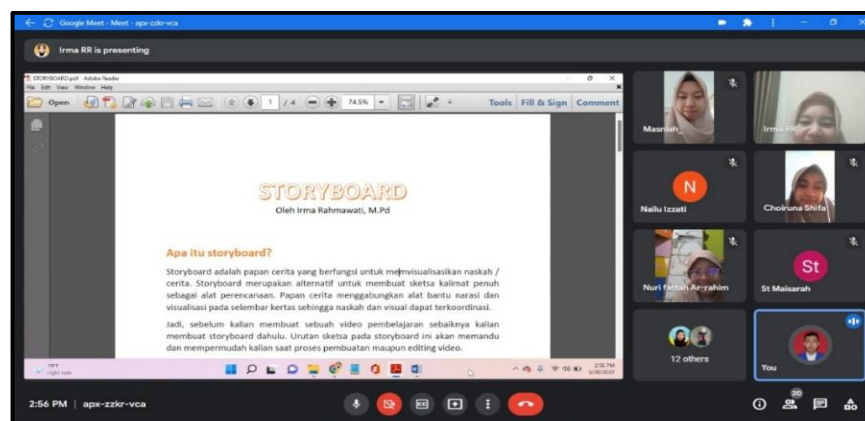 Google Meet - Meet - apx-zzkr-vca
Irma RR is presenting
STORYBOARD.pdf - Adobe Reader
File Edit View Window Help
Open 1 / 4 74.5% Tools Fill & Sign Comment
STORYBOARD
Oleh Irma Rahmawati, M.Pd
Apa itu storyboard?
Storyboard adalah papan cerita yang berfungsi untuk memvisualisasikan naskah /
cerita. Storyboard merupakan alternatif untuk membuat sketsa kalimat penuh
sebagai alat perencanaan. Papan cerita menggabungkan alat bantu narasi dan
visualisasi pada selembar kertas sehingga naskah dan visual dapat terkoordinasi.
Jadi, sebelum kalian membuat sebuah video pembelajaran sebaiknya kalian
membuat storyboard dahulu. Urutan sketsa pada storyboard ini akan memandu
dan mempermudah kalian saat proses pembuatan maupun editing video.
Light rain
2:56 PM
Masniah_
Irma RR
N
Nailu Izzati
Choiruna Shifa
Nuri fattah Ar-rahim
St
St Maisarah
12 others
You
2:56 PM | apx-zzkr-vca
20